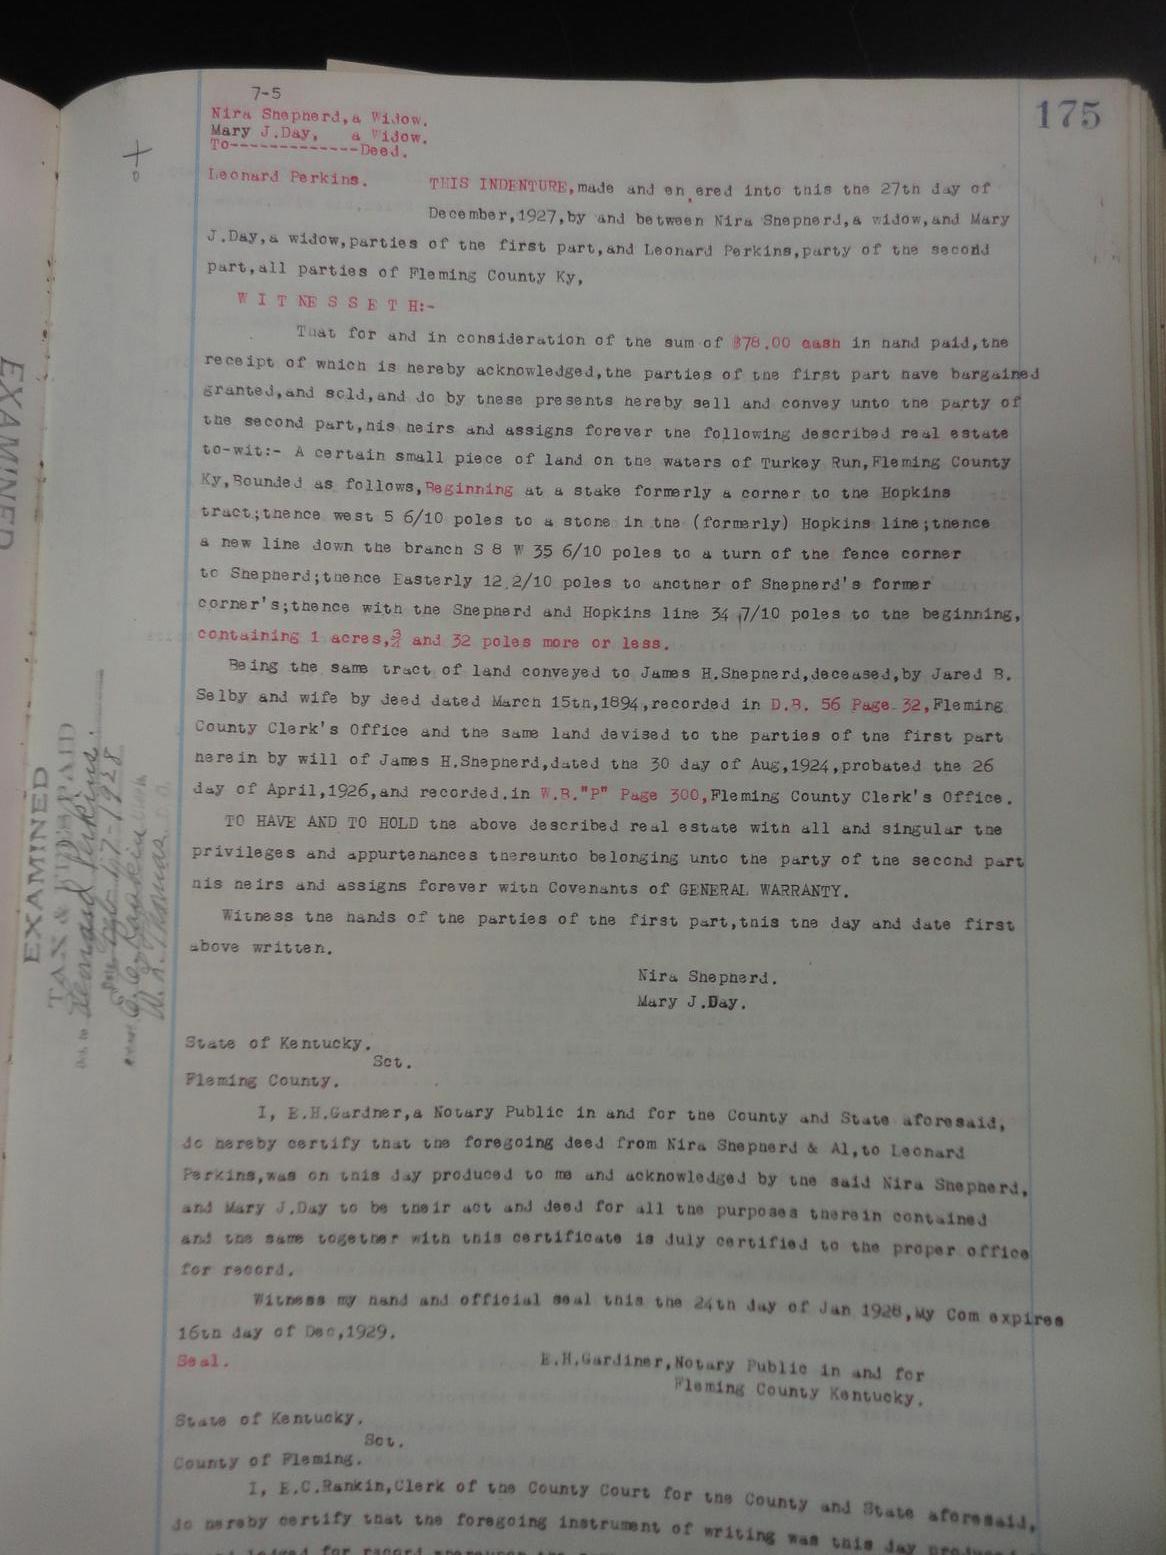 175
7-5
Nira Shepherd,a Widow.
Mary J.Day, a Widow.
To-------------Deed.
Leonard Perkins. THIS INDENTURE,made and en ered into this the 27th day of
December,1927,by and between Nira Shepherd,a widow,and Mary
J.Day,a widow,parties of the first part,and Leonard Perkins,party of the second
part,all parties of Fleming County Ky,
W I T NE S S E T H:-
That for and in consideration of the sum of $78.00 cash in hand paid,the
receipt of which is hereby acknowledged,the parties of the first part have bargained
granted,and sold,and do by these presents hereby sell and convey unto the party of
the second part,his heirs and assigns forever the following described real estate
to-wit:- A certain small piece of land on the waters of Turkey Run,Fleming County
Ky,Bounded as follows,Beginning at a stake formerly a corner to the Hopkins
tract;thence west 5 6/10 poles to a stone in the (formerly) Hopkins line;thence
a new line down the branch S 8 W 35 6/10 poles to a turn of the fence corner
to Shepherd;thence Easterly 12.2/10 poles to another of Shepherd's former
corner's;thence with the Shepherd and Hopkins line 34 7/10 poles to the beginning,
containing 1 acres,¾ and 32 poles more or less.
Being the same tract of land conveyed to James H.Shepherd,deceased,by Jared B.
Selby and wife by deed dated March 15th,1894,recorded in D.B. 56 Page 32,Fleming
County Clerk's Office and the same land devised to the parties of the first part
herein by will of James H.Shepherd,dated the 30 day of Aug,1924,probated the 26
day of April,1926,and recorded.in W.B."P" Page 300,Fleming County Clerk's Office.
TO HAVE AND TO HOLD the above described real estate with all and singular the
privileges and appurtenances thereunto belonging unto the party of the second part
his heirs and assigns forever with Covenants of GENERAL WARRANTY.
Witness the hands of the parties of the first part,this the day and date first
above written.
Nira Shepherd.
Mary J.Day.
State of Kentucky.
Sct.
Fleming County.
I, E.H.Gardner,a Notary Public in and for the County and State aforesaid,
do hereby certify that the foregoing deed from Nira Shepherd & Al,to Leonard
Perkins,was on this day produced to me and acknowledged by the said Nira Shepherd,
and Mary J.Day to be their act and deed for all the purposes therein contained
and the same together with this certificate is duly certified to the proper office
for record.
Witness my hand and official seal this the 24th day of Jan 1928,My Com expires
16th day of Dec,1929.
Seal. E.H.Gardiner,Notary Public in and for
Fleming County Kentucky.
State of Kentucky.
Sct.
County of Fleming.
I, E.C.Rankin,Clerk of the County Court for the County and State aforesaid,
do hereby certify that the foregoing instrument of writing was this day
for record
EXAMINED
EXAMINED
TAX & FEES PAID
Leonard Perkins.
17-1928
E.C. Rankin